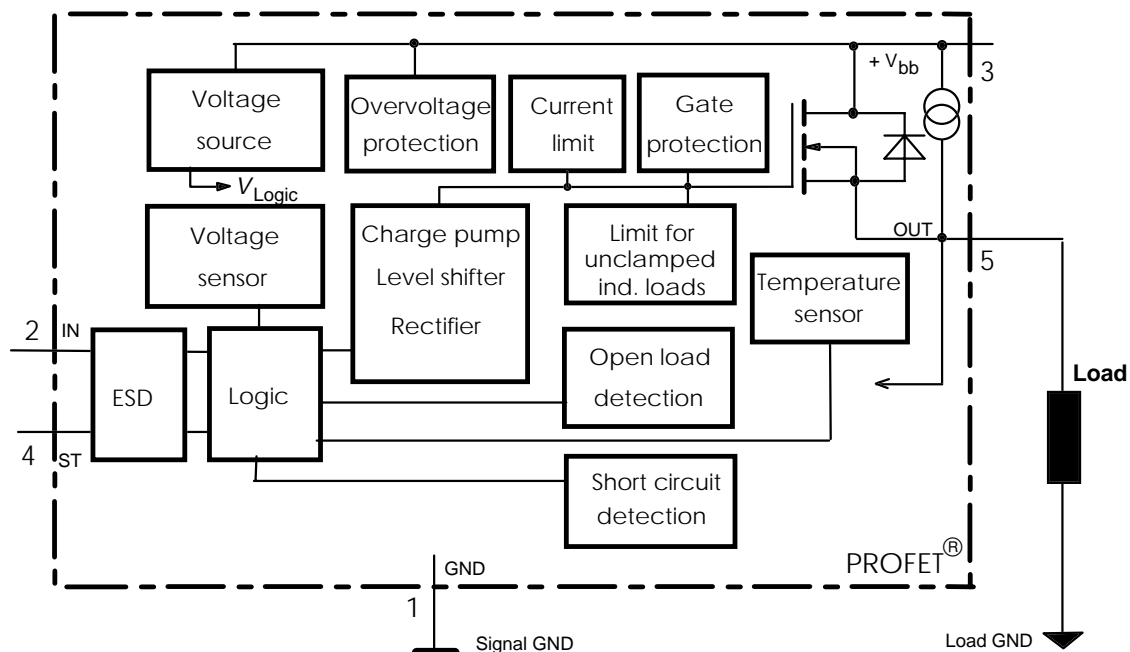 + V bb
3
Voltage
source
Overvoltage
protection
Current
limit
Gate
protection
V Logic
Voltage
sensor
Charge pump
Level shifter
Rectifier
Limit for
unclamped
ind. loads
OUT
5
Temperature
sensor
2 IN
ESD
Logic
Open load
detection
Load
4 ST
Short circuit
detection
PROFET®
GND
1
Signal GND
Load GND